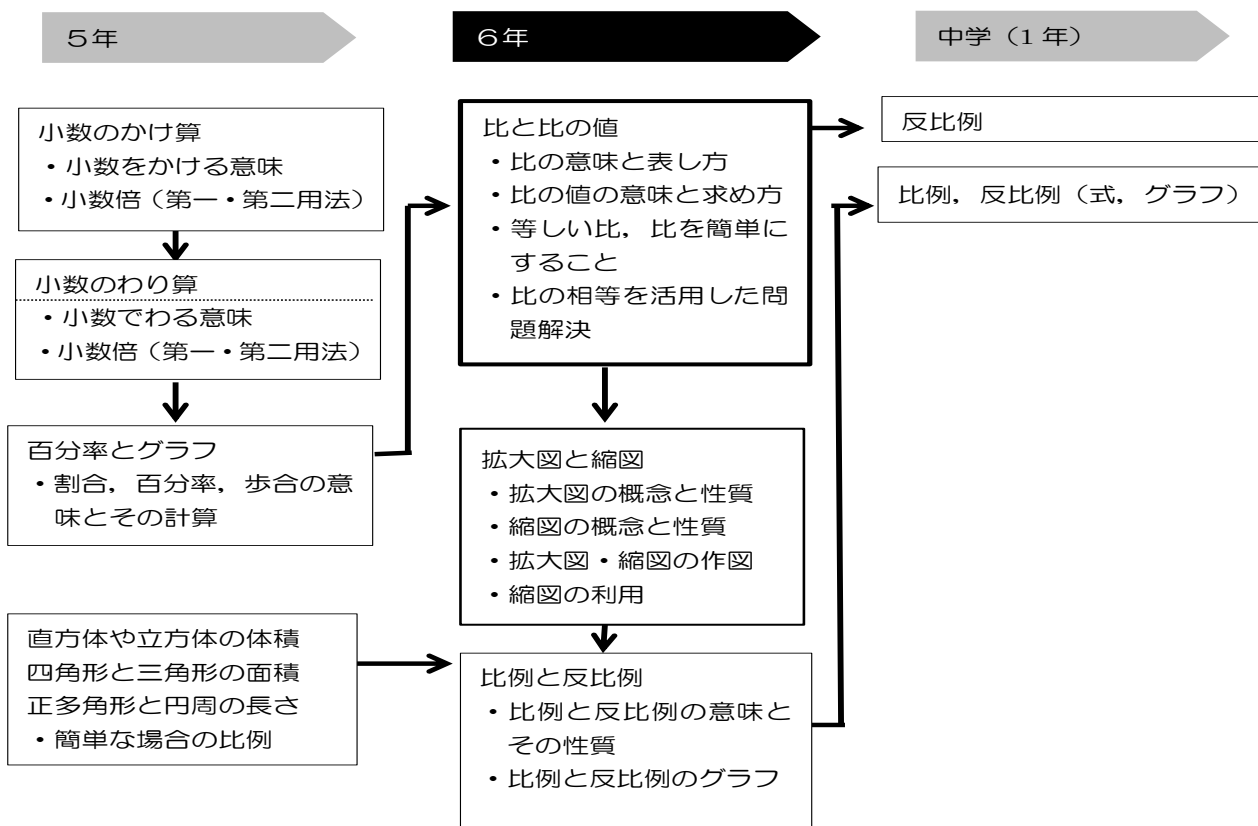 5年
6年
中学（1年）
小数のかけ算
・小数をかける意味
・小数倍（第一・第二用法）
小数のわり算
・小数でわる意味
・小数倍（第一・第二用法）
百分率とグラフ
・割合，百分率，歩合の意
味とその計算
直方体や立方体の体積
四角形と三角形の面積
正多角形と円周の長さ
・簡単な場合の比例
比と比の値
・比の意味と表し方
・比の値の意味と求め方
・等しい比，比を簡単に
すること
・比の相等を活用した問
題解決
拡大図と縮図
・拡大図の概念と性質
・縮図の概念と性質
・拡大図・縮図の作図
・縮図の利用
比例と反比例
・比例と反比例の意味と
その性質
・比例と反比例のグラフ
反比例
比例，反比例（式，グラフ）